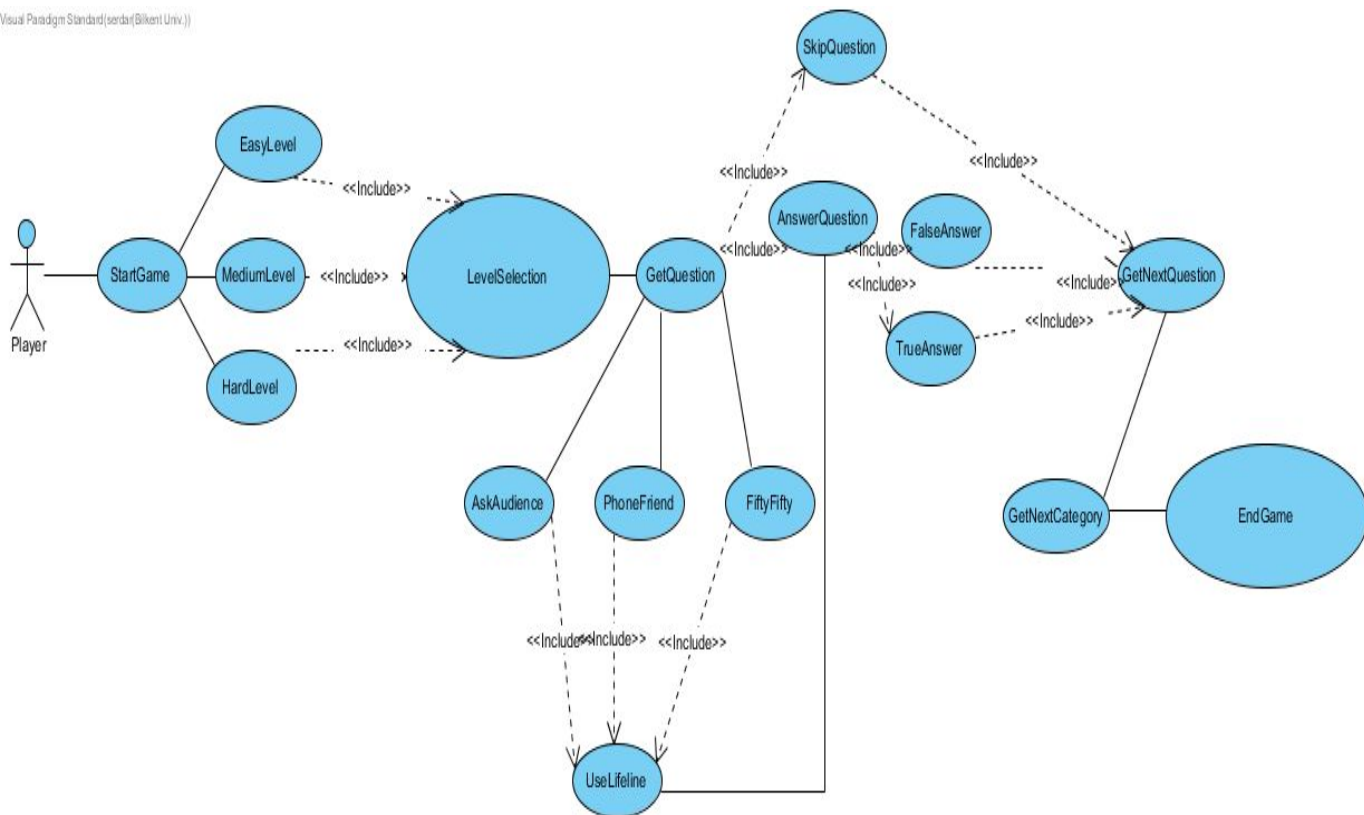 Visual Paradigm Standard(serdar(Bilkent Univ.))
SkipQuestion
EasyLevel
<<Include>>
<<Include>>
<<Include>>
AnswerQuestion
FalseAnswer
Player
StartGame
MediumLevel
<<Include>>
LevelSelection
GetQuestion
<<Include>>
<<Include>>
<<Include>>
<<Include>>
GetNextQuestion
HardLevel
<<Include>>
TrueAnswer
<<Include>>
AskAudience
PhoneFriend
FiftyFifty
GetNextCategory
EndGame
<<Include>>
<<Include>>
<<Include>>
UseLifeline